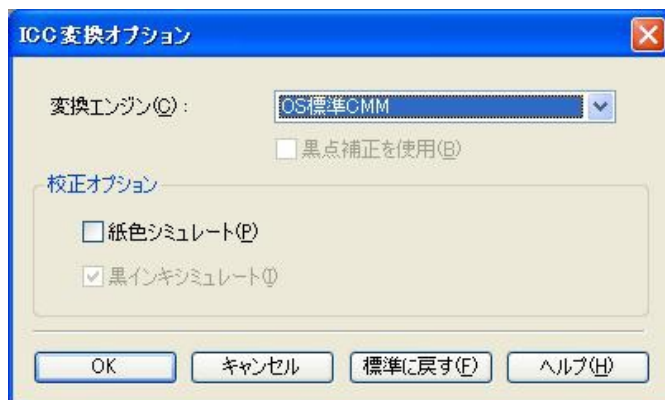 ICC変換オプション
変換エンジン(C):
OS標準CMM
黒点補正を使用(B)
校正オプション
紙色シミュレート(P)
黒インキシミュレート(I)
OK
キャンセル
標準に戻す(F)
ヘルプ(H)